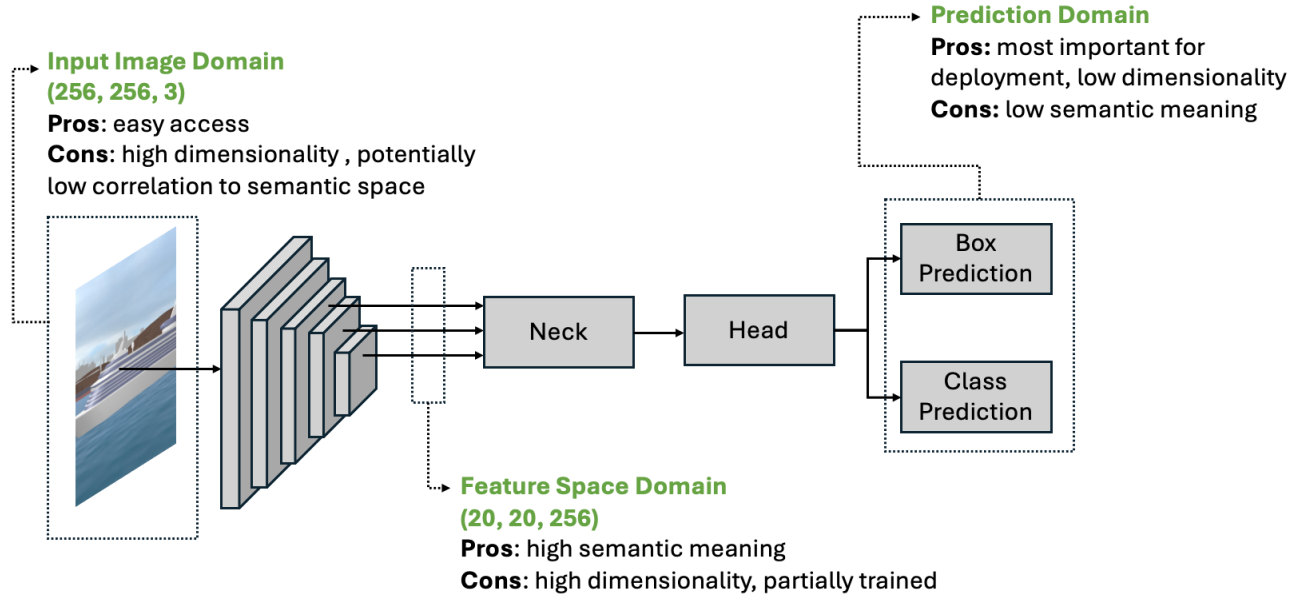 Input Image Domain
(256, 256, 3)
Pros: easy access
Cons: high dimensionality , potentially
low correlation to semantic space
Prediction Domain
Pros: most important for
deployment, low dimensionality
Cons: low semantic meaning
Neck
Head
Box
Prediction
Class
Prediction
Feature Space Domain
(20, 20, 256)
Pros: high semantic meaning
Cons: high dimensionality, partially trained